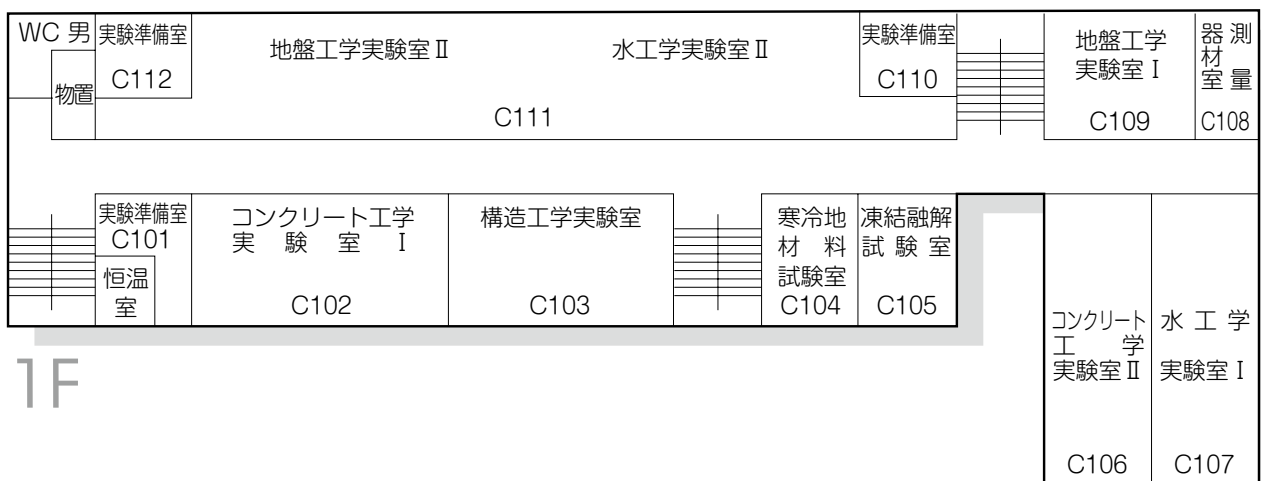 WC 男
物置
実験準備室
C112
地盤工学実験室Ⅱ
水工学実験室Ⅱ
C111
実験準備室
C110
地盤工学
実験室Ⅰ
C109
測量
器材室
C108
実験準備室
C101
恒温
室
コンクリート工学
実験室Ⅰ
C102
構造工学実験室
C103
寒冷地
材料
試験室
C104
凍結融解
試験室
C105
コンクリート
工学
実験室Ⅱ
C106
水工学
実験室Ⅰ
C107
1F